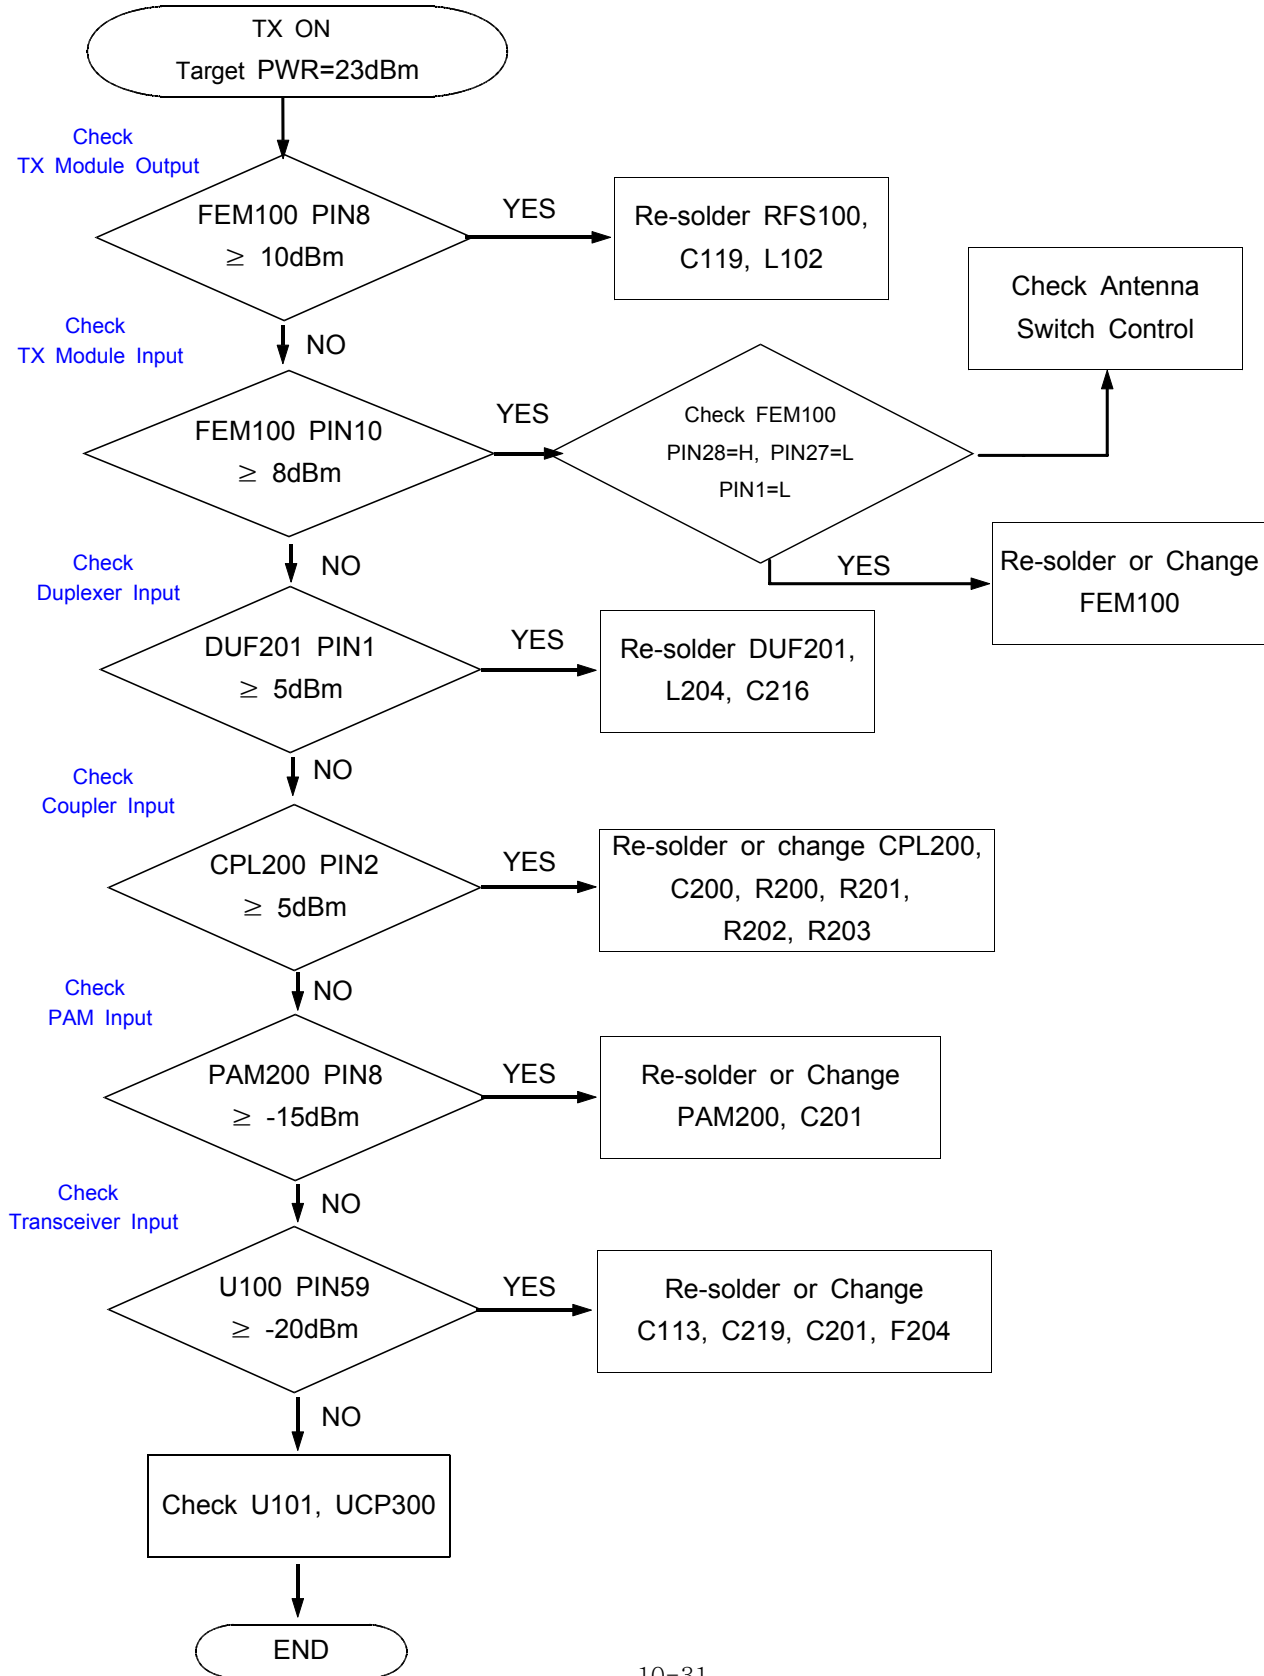 TX ON
Target PWR=23dBm
Check
TX Module Output
FEM100 PIN8
≥ 10dBm
YES
Re-solder RFS100,
C119, L102
NO
Check
TX Module Input
FEM100 PIN10
≥ 8dBm
YES
Check FEM100
PIN28=H, PIN27=L
PIN1=L
Check Antenna
Switch Control
YES
Re-solder or Change
FEM100
NO
Check
Duplexer Input
DUF201 PIN1
≥ 5dBm
YES
Re-solder DUF201,
L204, C216
NO
Check
Coupler Input
CPL200 PIN2
≥ 5dBm
YES
Re-solder or change CPL200,
C200, R200, R201,
R202, R203
NO
Check
PAM Input
PAM200 PIN8
≥ -15dBm
YES
Re-solder or Change
PAM200, C201
NO
Check
Transceiver Input
U100 PIN59
≥ -20dBm
YES
Re-solder or Change
C113, C219, C201, F204
NO
Check U101, UCP300
END
10-31